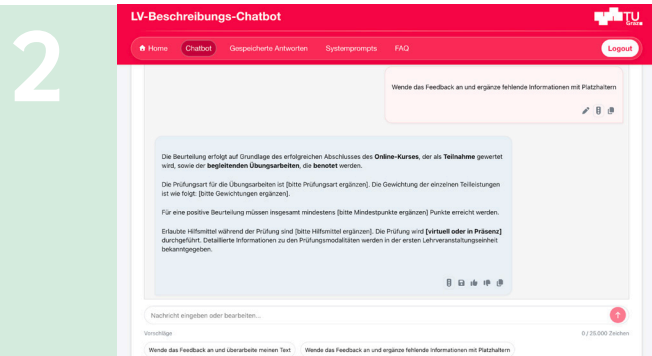 2
LV-Beschreibungs-Chatbot
TU
Graz
Home Chatbot Gespeicherte Antworten Systemprompts FAQ Logout
Wende das Feedback an und ergänze fehlende Informationen mit Platzhaltern
Die Beurteilung erfolgt auf Grundlage des erfolgreichen Abschlusses des Online-Kurses, der als Teilnahme gewertet
wird, sowie der begleitenden Übungsarbeiten, die benotet werden.
Die Prüfungsart für die Übungsarbeiten ist [bitte Prüfungsart ergänzen]. Die Gewichtung der einzelnen Teilleistungen
ist wie folgt: [bitte Gewichtungen ergänzen].
Für eine positive Beurteilung müssen insgesamt mindestens [bitte Mindestpunkte ergänzen] Punkte erreicht werden.
Erlaubte Hilfsmittel während der Prüfung sind [bitte Hilfsmittel ergänzen]. Die Prüfung wird [virtuell oder in Präsenz]
durchgeführt. Detaillierte Informationen zu den Prüfungsmodalitäten werden in der ersten Lehrveranstaltungseinheit
bekanntgegeben.
Nachricht eingeben oder bearbeiten...
Vorschläge 0 / 25.000 Zeichen
Wende das Feedback an und überarbeite meinen Text Wende das Feedback an und ergänze fehlende Informationen mit Platzhaltern